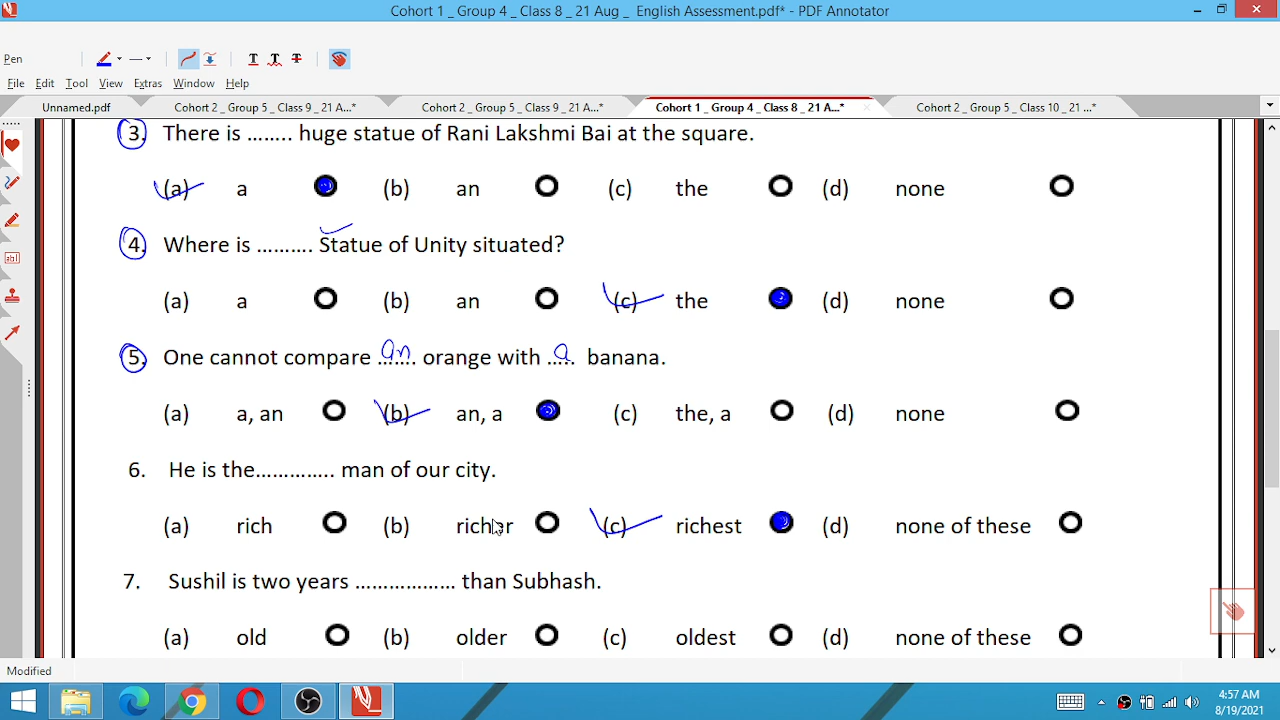 Cohort 1 _ Group 4 _ Class 8 _ 21 Aug _ English Assessment.pdf* - PDF Annotator
Pen
File Edit Tool View Extras Window Help
Unnamed.pdf Cohort 2 _ Group 5 _ Class 9 _ 21 A...* Cohort 2 _ Group 5 _ Class 9 _ 21 A...* Cohort 1 _ Group 4 _ Class 8 _ 21 A...* Cohort 2 _ Group 5 _ Class 10 _ 21 ...*
3. There is …….. huge statue of Rani Lakshmi Bai at the square.
(a) a (b) an (c) the (d) none
4. Where is ………. Statue of Unity situated?
(a) a (b) an (c) the (d) none
5. One cannot compare an ……. orange with a ….. banana.
(a) a, an (b) an, a (c) the, a (d) none
6. He is the………….. man of our city.
(a) rich (b) richer (c) richest (d) none of these
7. Sushil is two years ……………… than Subhash.
(a) old (b) older (c) oldest (d) none of these
Modified
4:57 AM
8/19/2021